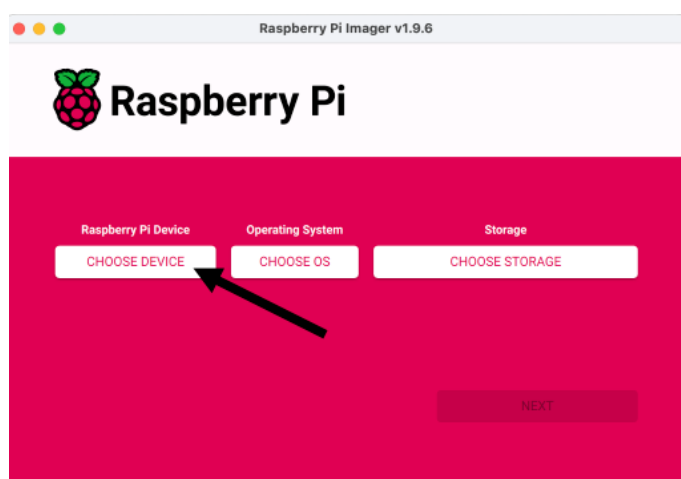 Raspberry Pi Imager v1.9.6
Raspberry Pi
Raspberry Pi Device
Operating System
Storage
CHOOSE DEVICE
CHOOSE OS
CHOOSE STORAGE
NEXT